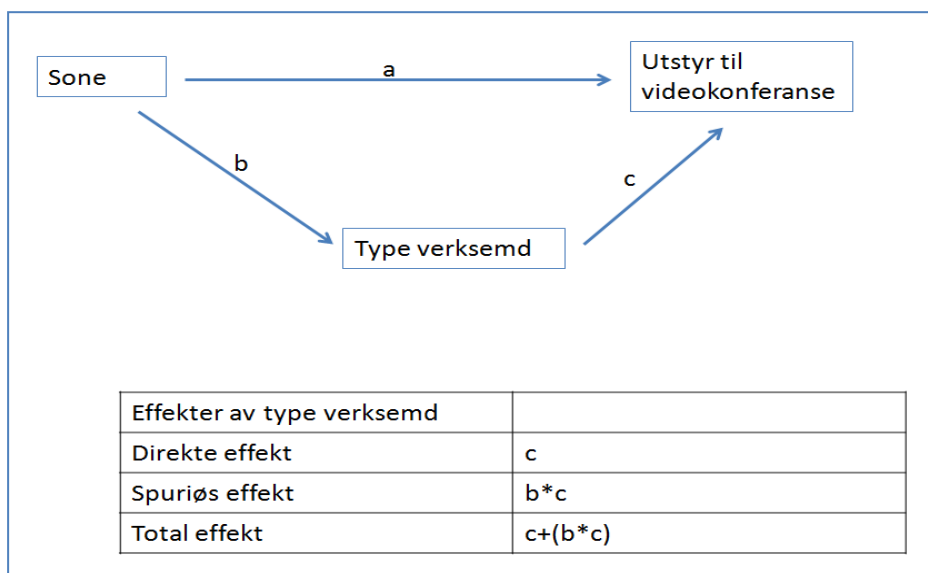 Sone
a
Utstyr til
videokonferanse
b
c
Type verksemd
Effekter av type verksemd
Direkte effekt c
Spuriøs effekt b*c
Total effekt c+(b*c)